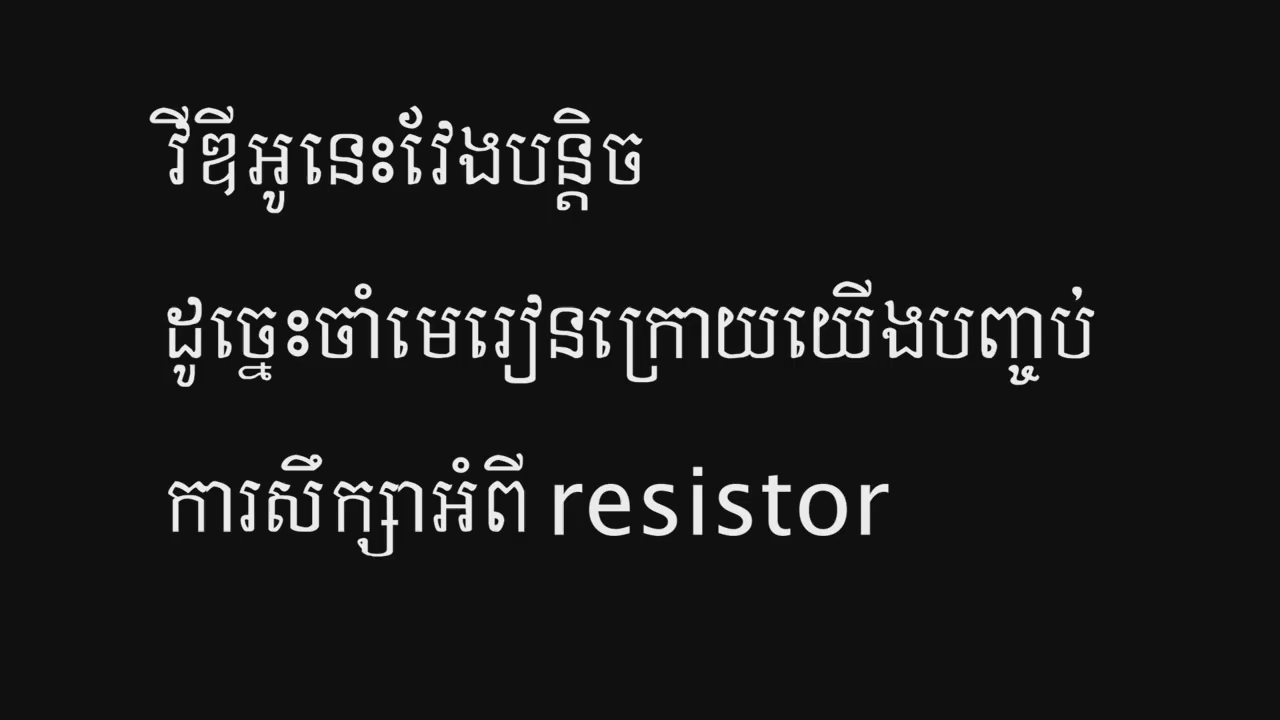 វីឌីអូនេះវែងបន្តិច
ដូច្នេះចាំមេរៀនក្រោយយើងបញ្ចប់
ការសឹក្សាអំពី resistor